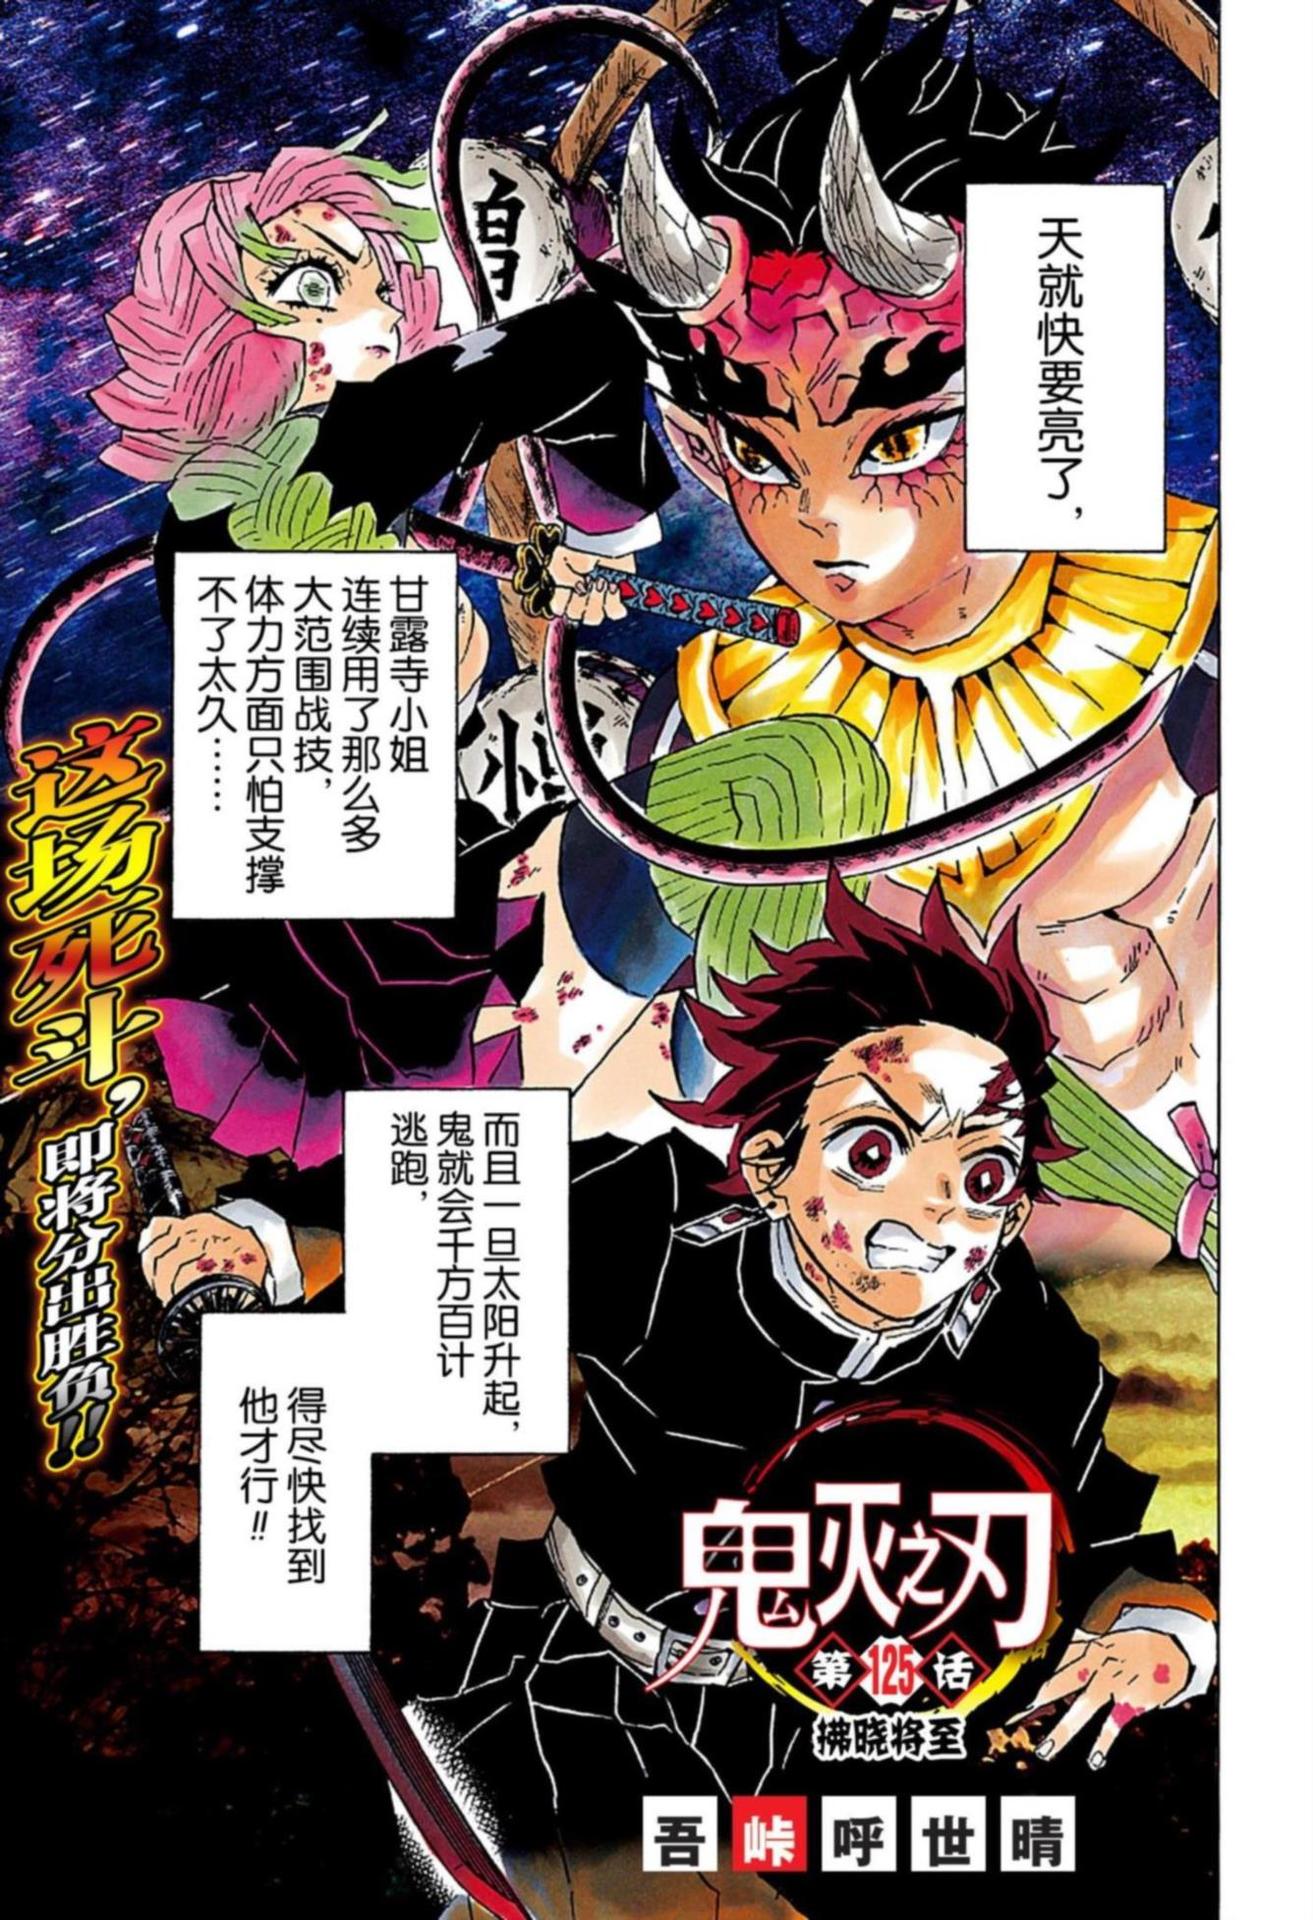 天就快要亮了，
甘露寺小姐
连续用了那么多
大范围战技，
体力方面只怕支撑
不了太久……
而且一旦太阳升起，
鬼就会千方百计
逃跑，
得尽快找到
他才行!!
这场死斗，
即将分出胜负!!
鬼灭之刃
第125话
拂晓将至
吾峠呼世晴